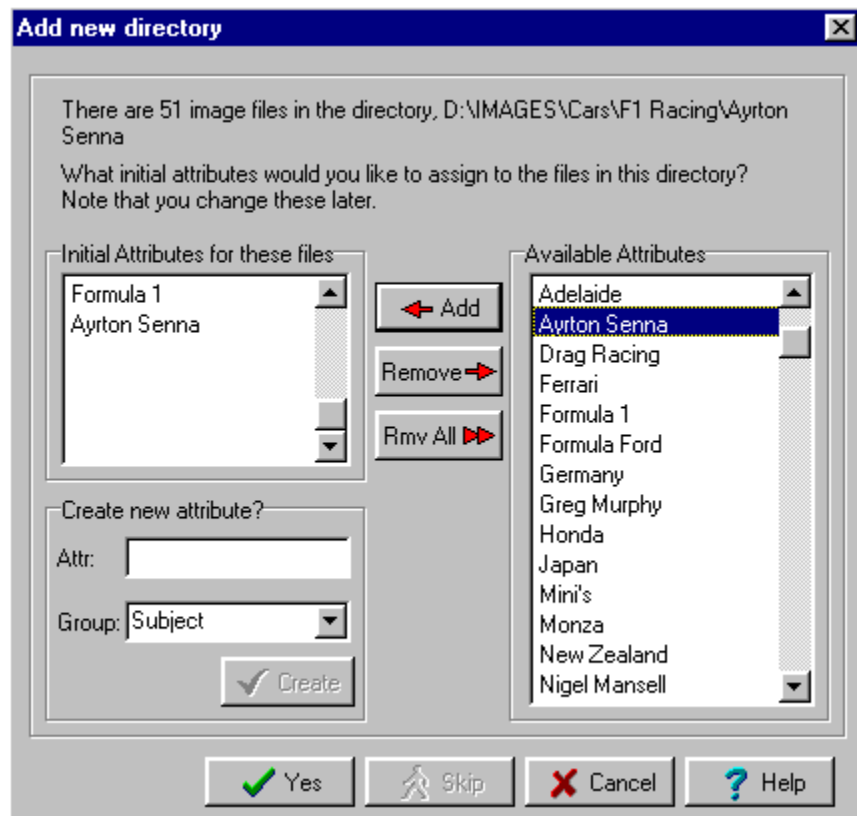 Add new directory
There are 51 image files in the directory, D:\IMAGES\Cars\F1 Racing\Ayrton
Senna
What initial attributes would you like to assign to the files in this directory?
Note that you change these later.
Initial Attributes for these files
Formula 1
Ayrton Senna
Add
Remove
Rmv All
Available Attributes
Adelaide
Ayrton Senna
Drag Racing
Ferrari
Formula 1
Formula Ford
Germany
Greg Murphy
Honda
Japan
Mini's
Monza
New Zealand
Nigel Mansell
Create new attribute?
Attr:
Group: Subject
Create
Yes
Skip
Cancel
Help